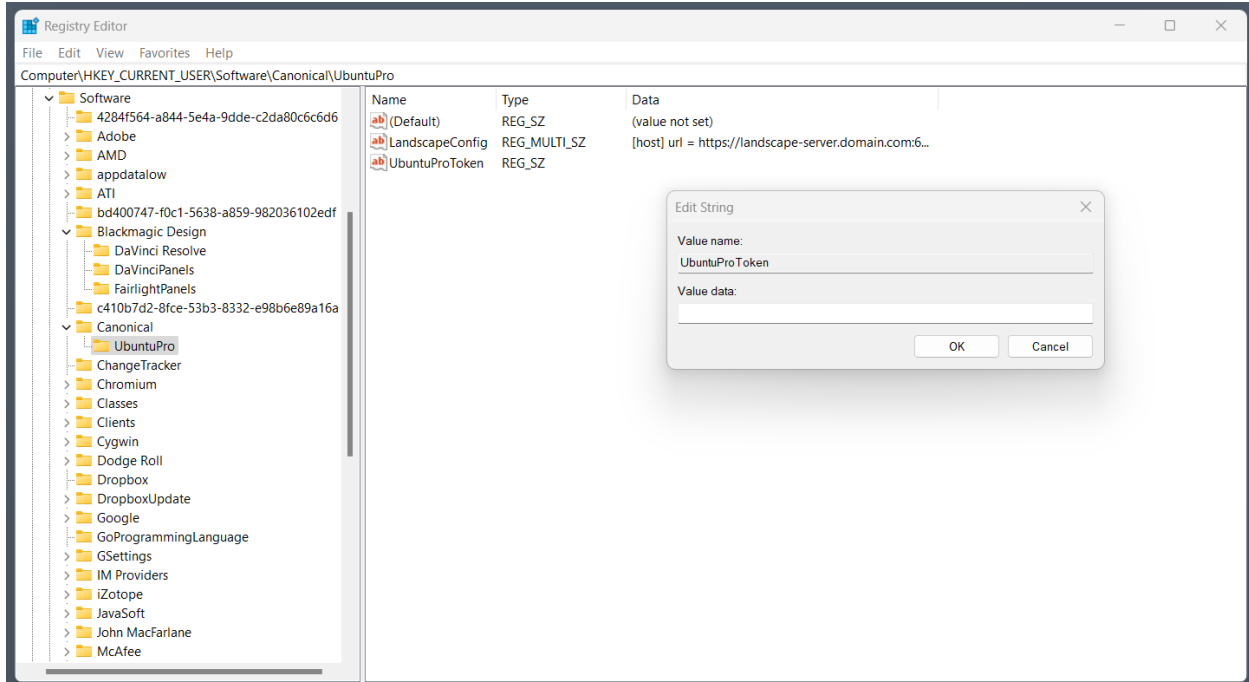 Registry Editor
File Edit View Favorites Help
Computer\HKEY_CURRENT_USER\Software\Canonical\UbuntuPro
Software
4284f564-a844-5e4a-9dde-c2da80c6c6d6
Adobe
AMD
appdatalow
ATI
bd400747-f0c1-5638-a859-982036102edf
Blackmagic Design
DaVinci Resolve
DaVinciPanels
FairlightPanels
c410b7d2-8fce-53b3-8332-e98b6e89a16a
Canonical
UbuntuPro
ChangeTracker
Chromium
Classes
Clients
Cygwin
Dodge Roll
Dropbox
DropboxUpdate
Google
GoProgrammingLanguage
GSettings
IM Providers
iZotope
JavaSoft
John MacFarlane
McAfee
Name Type Data
ab (Default) REG_SZ (value not set)
ab LandscapeConfig REG_MULTI_SZ [host] url = https://landscape-server.domain.com:6...
ab UbuntuProToken REG_SZ
Edit String
Value name:
UbuntuProToken
Value data:
OK Cancel